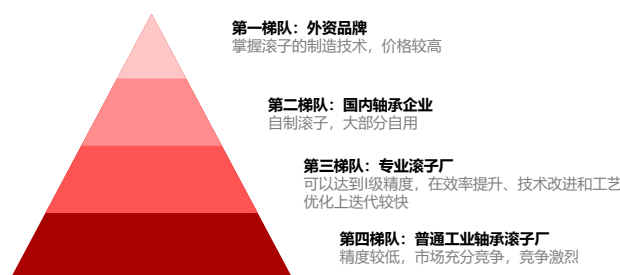 第一梯队：外资品牌
掌握滚子的制造技术，价格较高
第二梯队：国内轴承企业
自制滚子，大部分自用
第三梯队：专业滚子厂
可以达到I级精度，在效率提升、技术改进和工艺
优化上迭代较快
第四梯队：普通工业轴承滚子厂
精度较低，市场充分竞争，竞争激烈